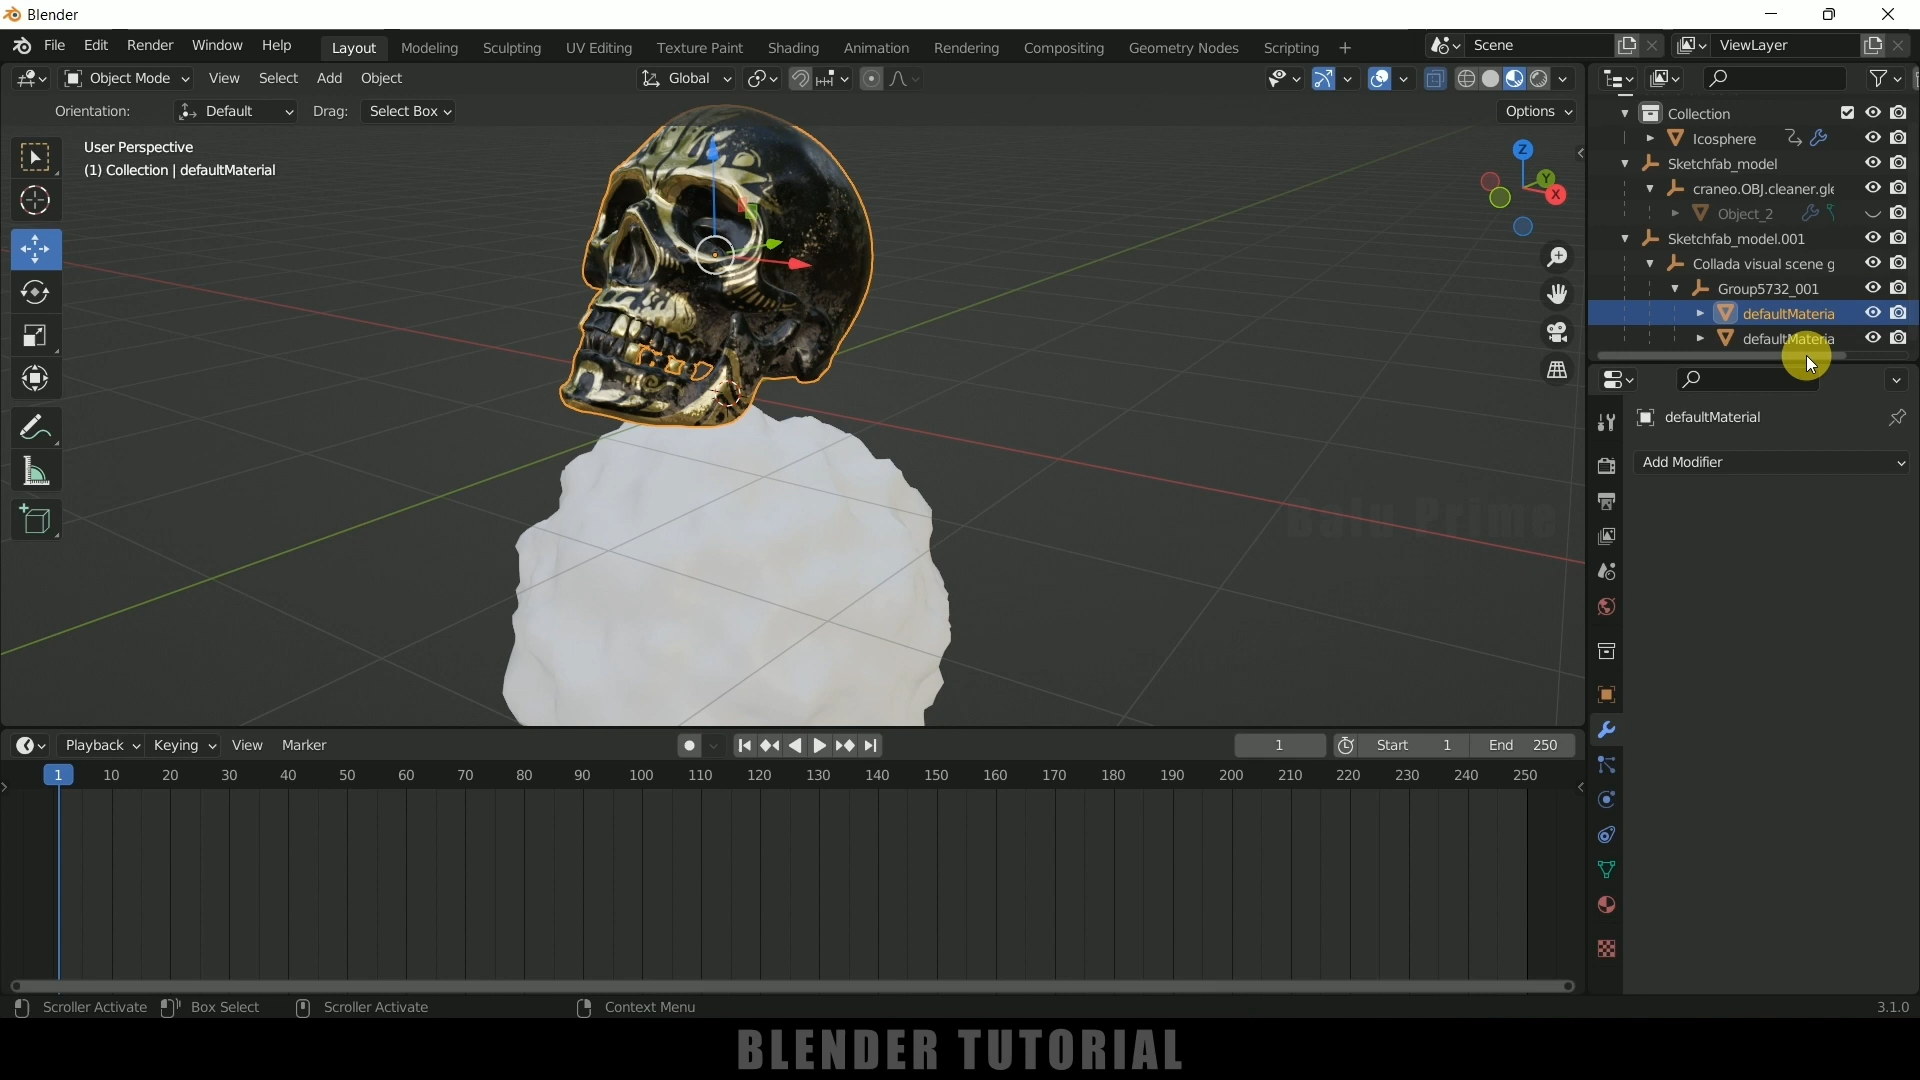 Blender
File Edit Render Window Help Layout Modeling Sculpting UV Editing Texture Paint Shading Animation Rendering Compositing Geometry Nodes Scripting + Scene ViewLayer
Object Mode View Select Add Object Global
Orientation: Default Drag: Select Box Options
User Perspective
(1) Collection | defaultMaterial
Z
Y
X
Collection
Icosphere
Sketchfab_model
craneo.OBJ.cleaner.gle
Object_2
Sketchfab_model.001
Collada visual scene g
Group5732_001
defaultMateria
defaultMateria
defaultMaterial
Add Modifier
Balu Prime
Playback Keying View Marker 1 Start 1 End 250
1 10 20 30 40 50 60 70 80 90 100 110 120 130 140 150 160 170 180 190 200 210 220 230 240 250
Scroller Activate Box Select Scroller Activate Context Menu 3.1.0
BLENDER TUTORIAL